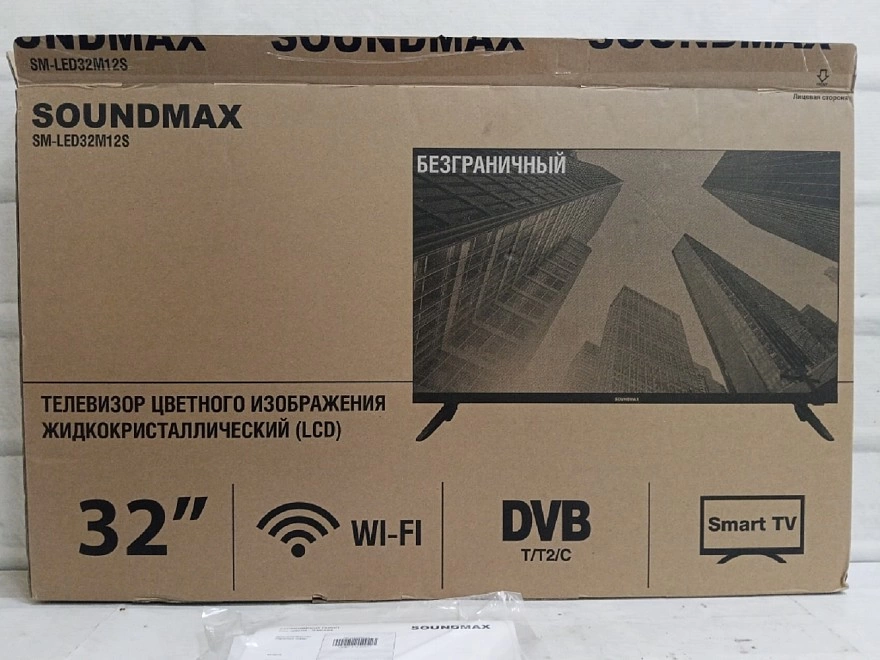 SOUNDMAX SOUNDMAX SOUNDMAX
SM-LED32M12S
Лицевая сторона
SOUNDMAX
SM-LED32M12S
БЕЗГРАНИЧНЫЙ
SOUNDMAX
ТЕЛЕВИЗОР ЦВЕТНОГО ИЗОБРАЖЕНИЯ
ЖИДКОКРИСТАЛЛИЧЕСКИЙ (LCD)
32” WI-FI DVB Smart TV
T/T2/C
SOUNDMAX